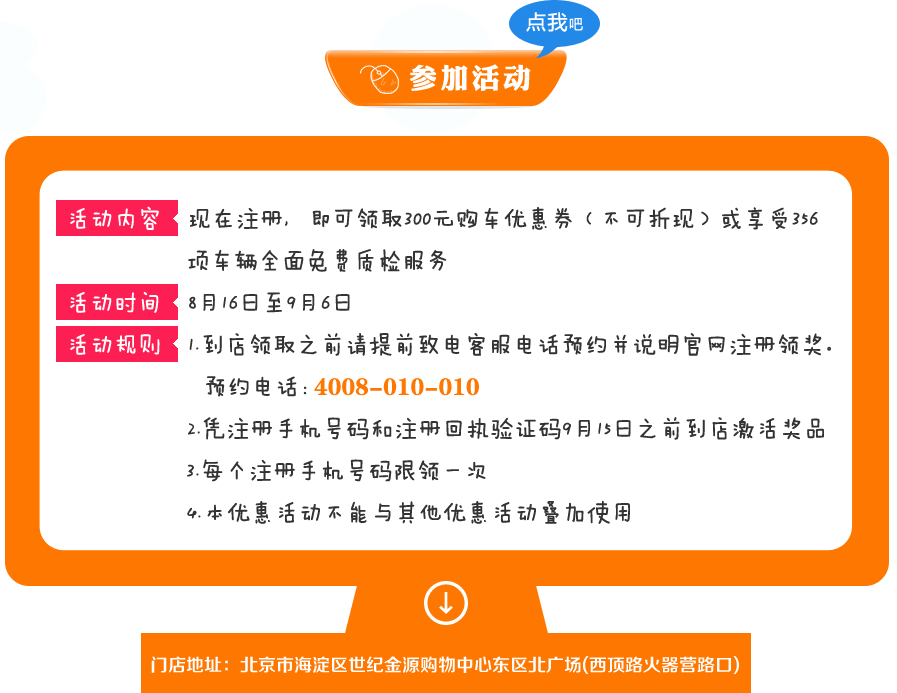 点我吧
参加活动
活动内容 现在注册, 即可领取300元购车优惠券（不可折现）或享受356
项车辆全面免费质检服务
活动时间 8月16日至9月6日
活动规则 1.到店领取之前请提前致电客服电话预约并说明官网注册领奖.
预约电话:4008-010-010
2.凭注册手机号码和注册回执验证码9月15日之前到店激活奖品
3.每个注册手机号码限领一次
4.本优惠活动不能与其他优惠活动叠加使用
门店地址：北京市海淀区世纪金源购物中心东区北广场(西顶路火器营路口)